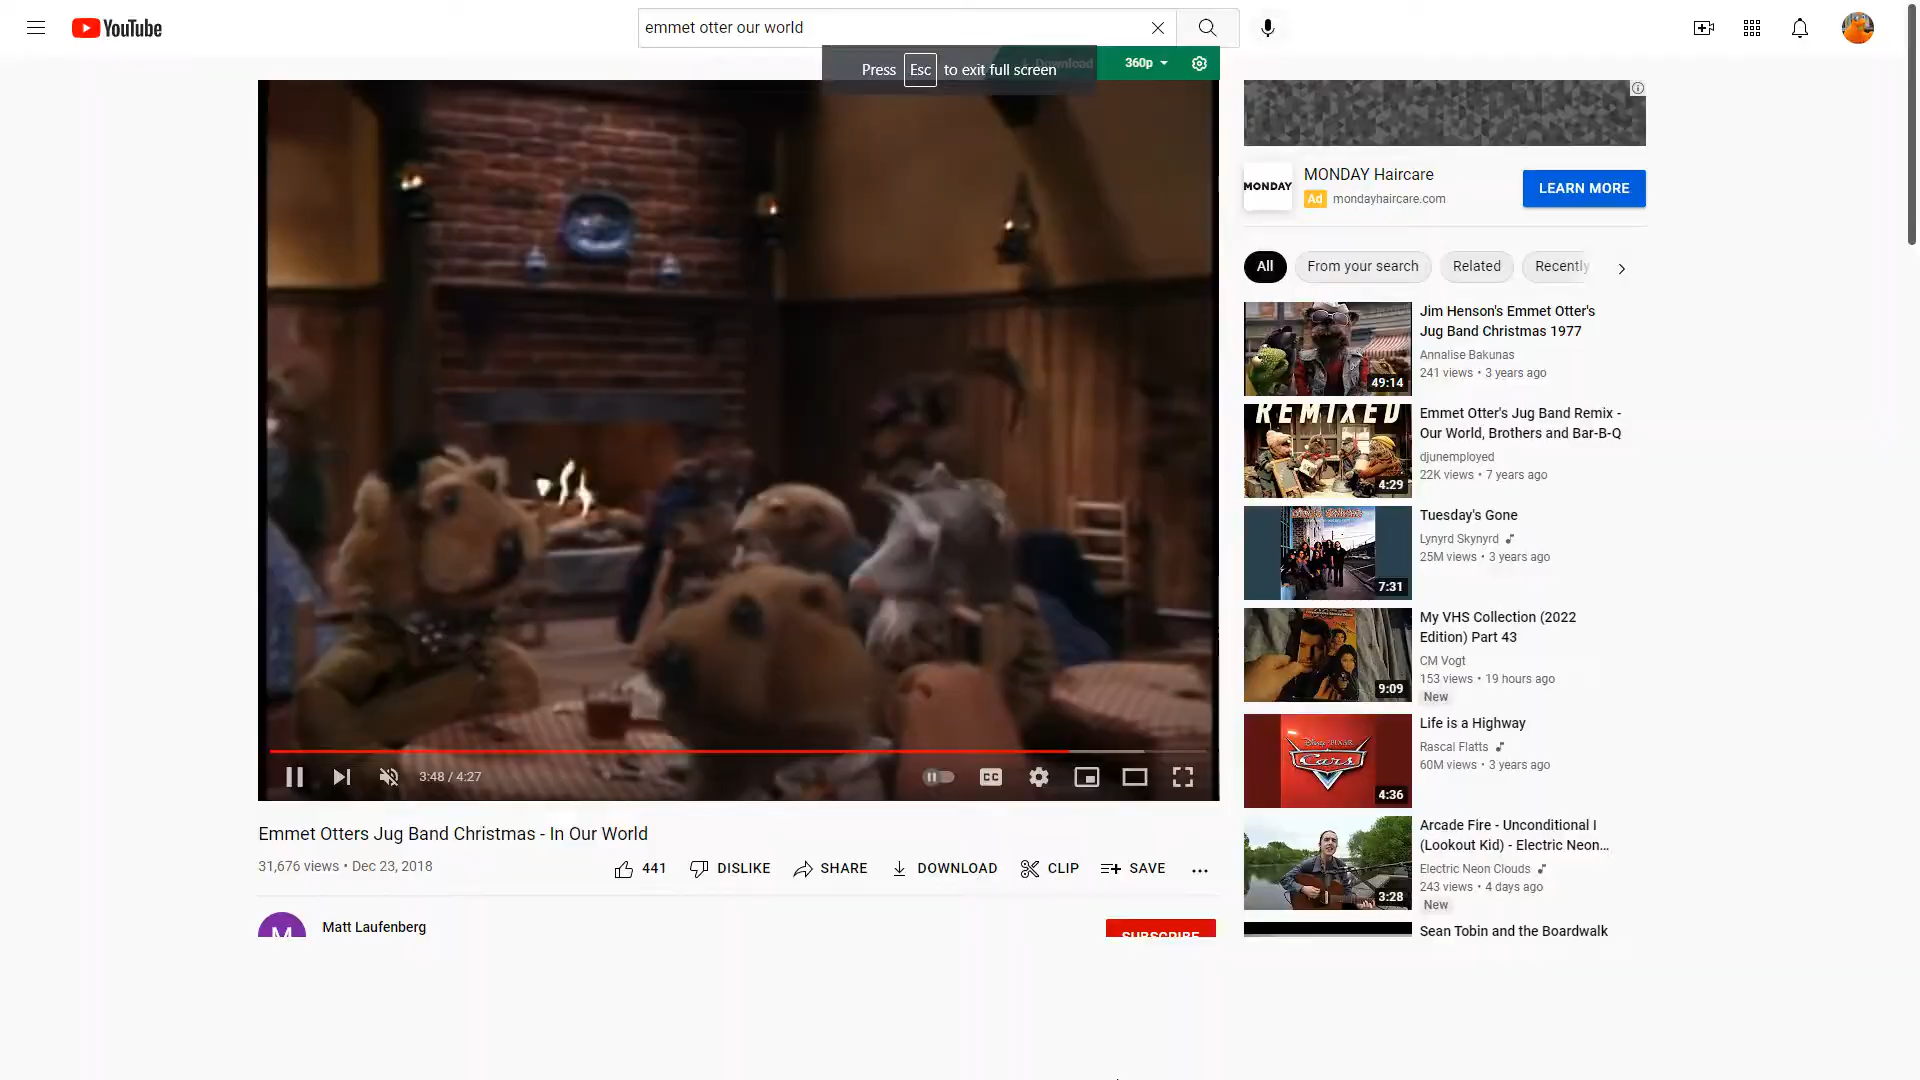 YouTube
emmet otter our world
Press Esc to exit full screen
Download
360p
MONDAY
MONDAY Haircare
Ad mondayhaircare.com
LEARN MORE
All
From your search
Related
Recently
49:14
Jim Henson's Emmet Otter's
Jug Band Christmas 1977
Annalise Bakunas
241 views • 3 years ago
REMIXED
4:29
Emmet Otter's Jug Band Remix -
Our World, Brothers and Bar-B-Q
djunemployed
22K views • 7 years ago
7:31
Tuesday's Gone
Lynyrd Skynyrd
25M views • 3 years ago
9:09
My VHS Collection (2022
Edition) Part 43
CM Vogt
153 views • 19 hours ago
New
Disney PIXAR
Cars
4:36
Life is a Highway
Rascal Flatts
60M views • 3 years ago
3:28
Arcade Fire - Unconditional I
(Lookout Kid) - Electric Neon...
Electric Neon Clouds
243 views • 4 days ago
New
Sean Tobin and the Boardwalk
3:48 / 4:27
CC
Emmet Otters Jug Band Christmas - In Our World
31,676 views • Dec 23, 2018
441
DISLIKE
SHARE
DOWNLOAD
CLIP
SAVE
M
Matt Laufenberg
SUBSCRIBE